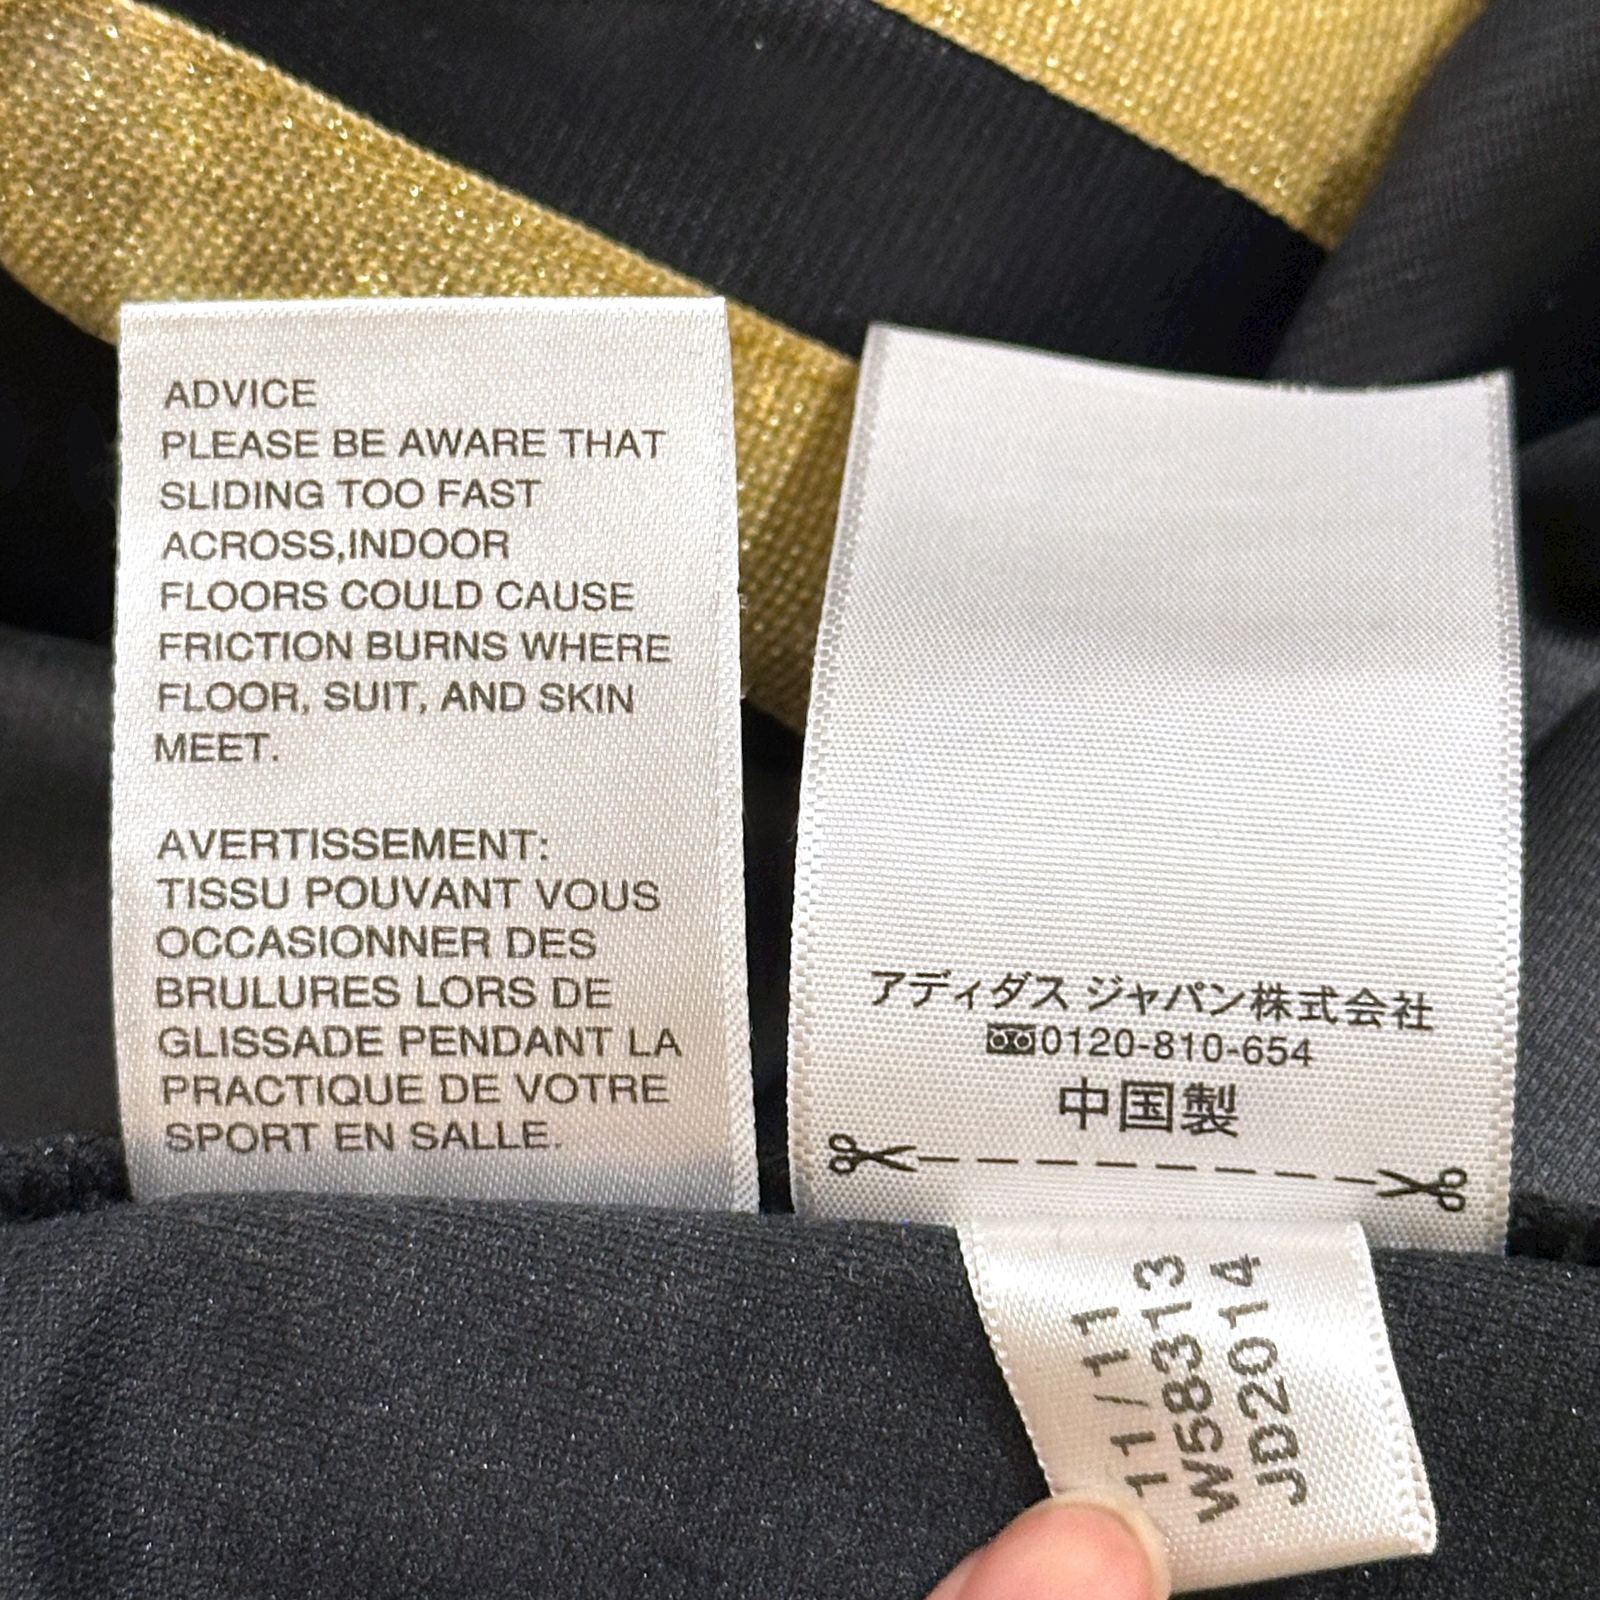 ADVICE
PLEASE BE AWARE THAT
SLIDING TOO FAST
ACROSS,INDOOR
FLOORS COULD CAUSE
FRICTION BURNS WHERE
FLOOR, SUIT, AND SKIN
MEET.
AVERTISSEMENT:
TISSU POUVANT VOUS
OCCASIONNER DES
BRULURES LORS DE
GLISSADE PENDANT LA
PRACTIQUE DE VOTRE
SPORT EN SALLE.
アディダス ジャパン株式会社
0120-810-654
中国製
11/11
W58313
JD2014